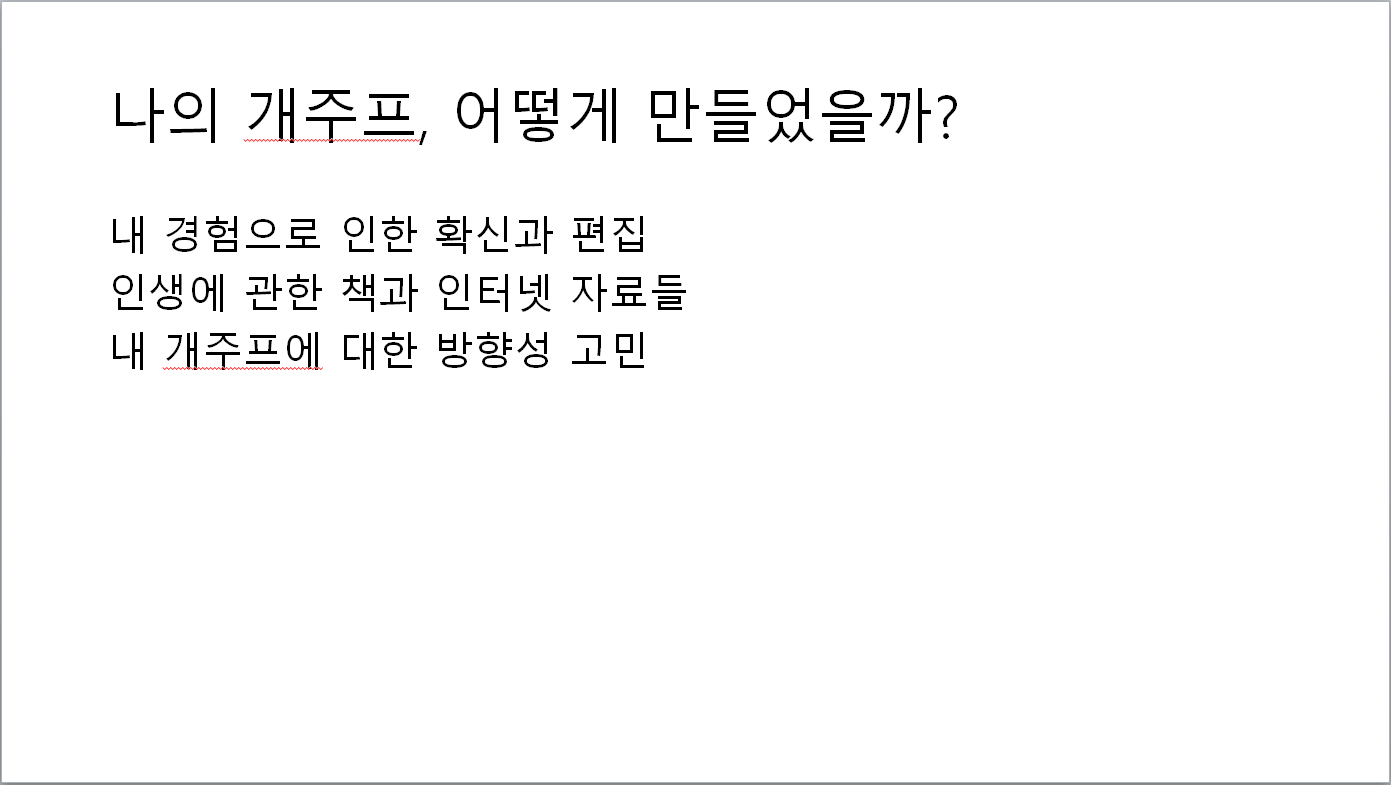 나의 개주프, 어떻게 만들었을까?
내 경험으로 인한 확신과 편집
인생에 관한 책과 인터넷 자료들
내 개주프에 대한 방향성 고민